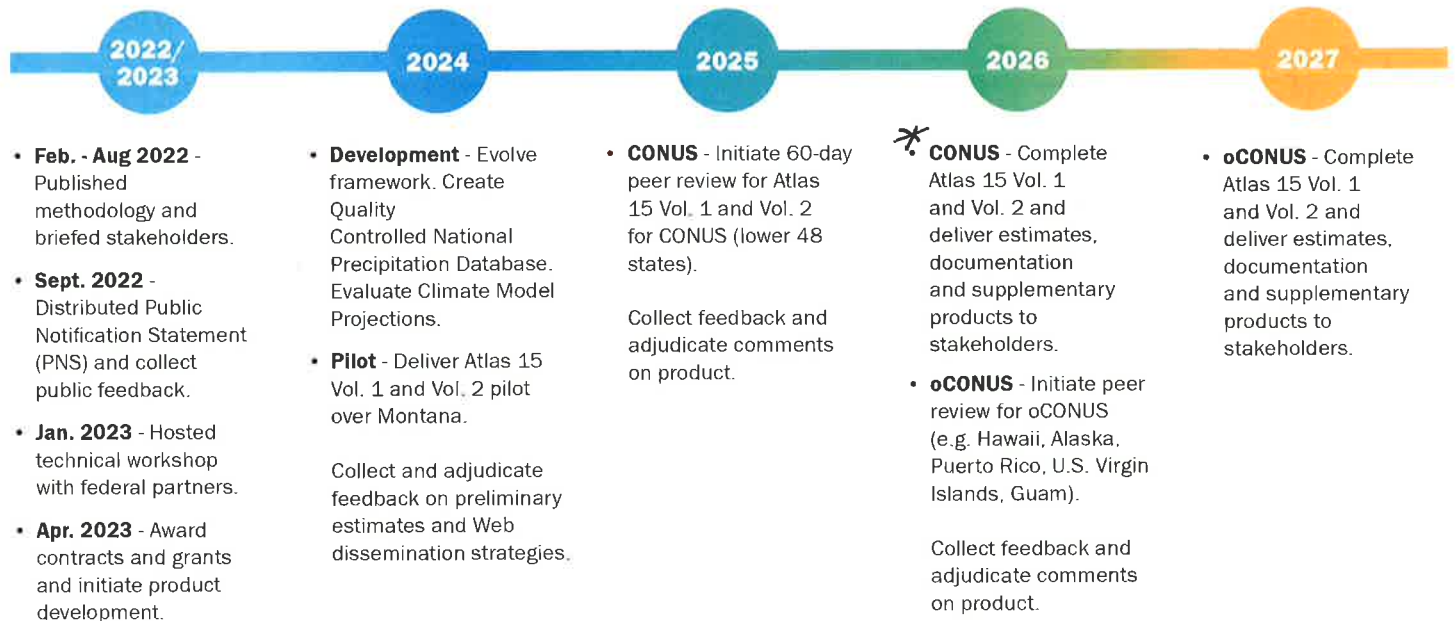 2022/
2023
2024
2025
2026
2027
• Feb. - Aug 2022 -
Published
methodology and
briefed stakeholders.
• Sept. 2022 -
Distributed Public
Notification Statement
(PNS) and collect
public feedback.
• Jan. 2023 - Hosted
technical workshop
with federal partners.
• Apr. 2023 - Award
contracts and grants
and initiate product
development.
• Development - Evolve
framework. Create
Quality
Controlled National
Precipitation Database.
Evaluate Climate Model
Projections.
• Pilot - Deliver Atlas 15
Vol. 1 and Vol. 2 pilot
over Montana.
Collect and adjudicate
feedback on preliminary
estimates and Web
dissemination strategies.
• CONUS - Initiate 60-day
peer review for Atlas
15 Vol. 1 and Vol. 2
for CONUS (lower 48
states).
Collect feedback and
adjudicate comments
on product.
* • CONUS - Complete
Atlas 15 Vol. 1
and Vol. 2 and
deliver estimates,
documentation
and supplementary
products to
stakeholders.
• oCONUS - Initiate peer
review for oCONUS
(e.g. Hawaii, Alaska,
Puerto Rico, U.S. Virgin
Islands, Guam).
Collect feedback and
adjudicate comments
on product.
• oCONUS - Complete
Atlas 15 Vol. 1
and Vol. 2 and
deliver estimates,
documentation
and supplementary
products to
stakeholders.